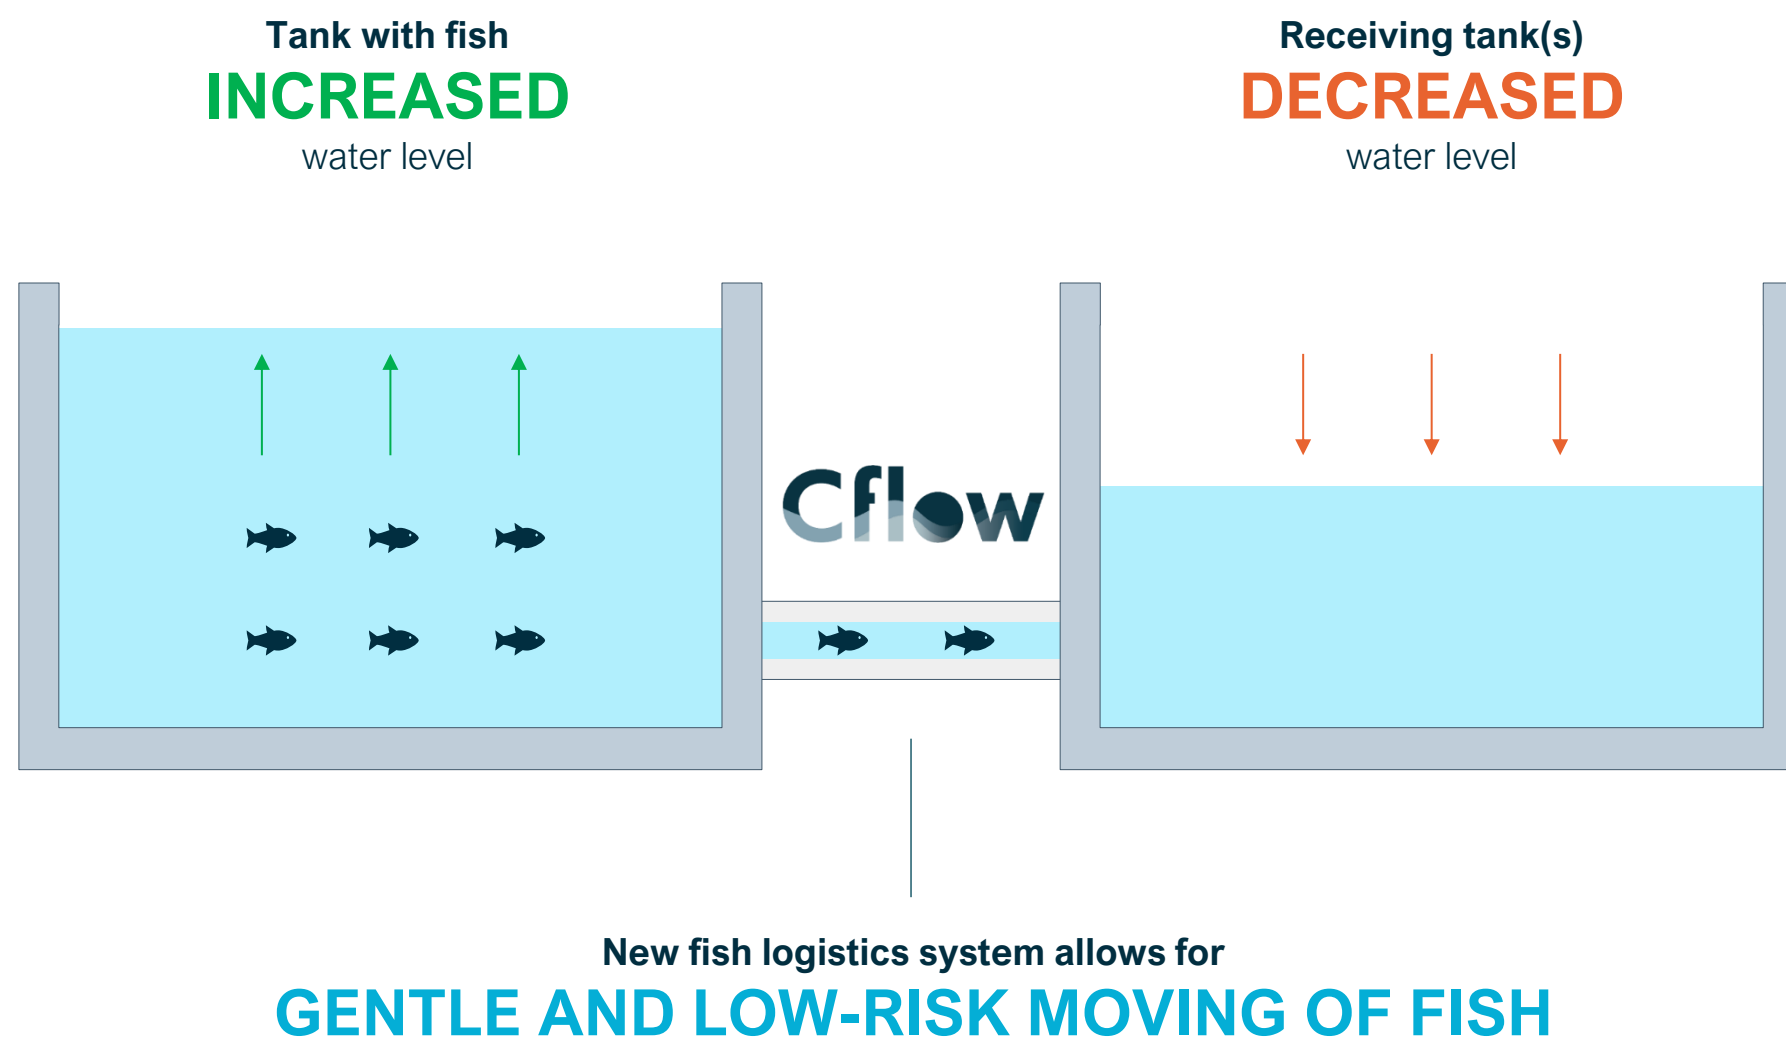 Tank with fish
INCREASED
water level
Receiving tank(s)
DECREASED
water level
Cflow
New fish logistics system allows for
GENTLE AND LOW-RISK MOVING OF FISH